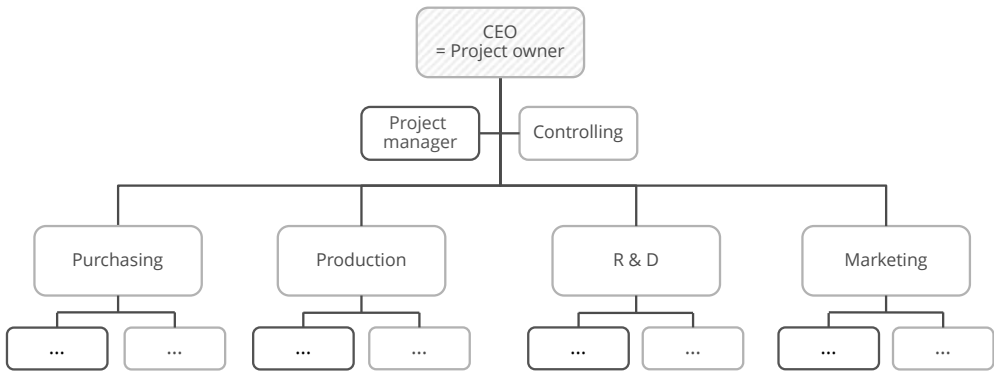 CEO
= Project owner
Project
manager
Controlling
Purchasing
Production
R & D
Marketing
...
...
...
...
...
...
...
...